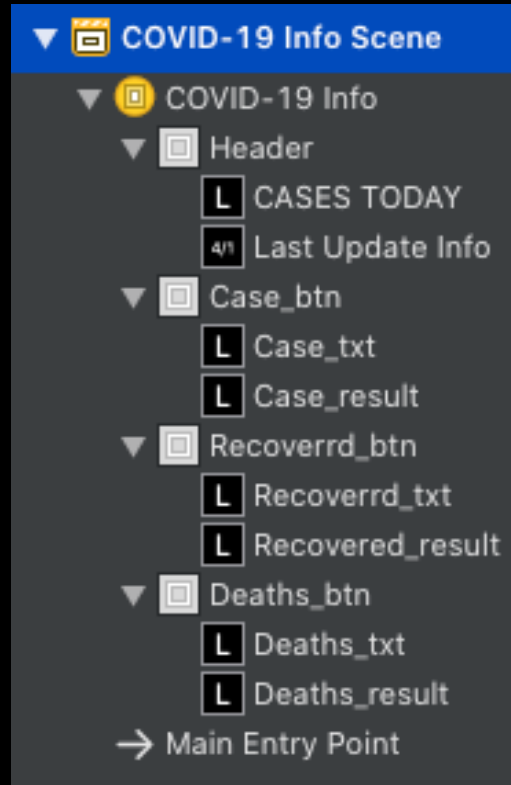 COVID-19 Info Scene
COVID-19 Info
Header
L CASES TODAY
4/1 Last Update Info
Case_btn
L Case_txt
L Case_result
Recoverrd_btn
L Recoverrd_txt
L Recovered_result
Deaths_btn
L Deaths_txt
L Deaths_result
Main Entry Point